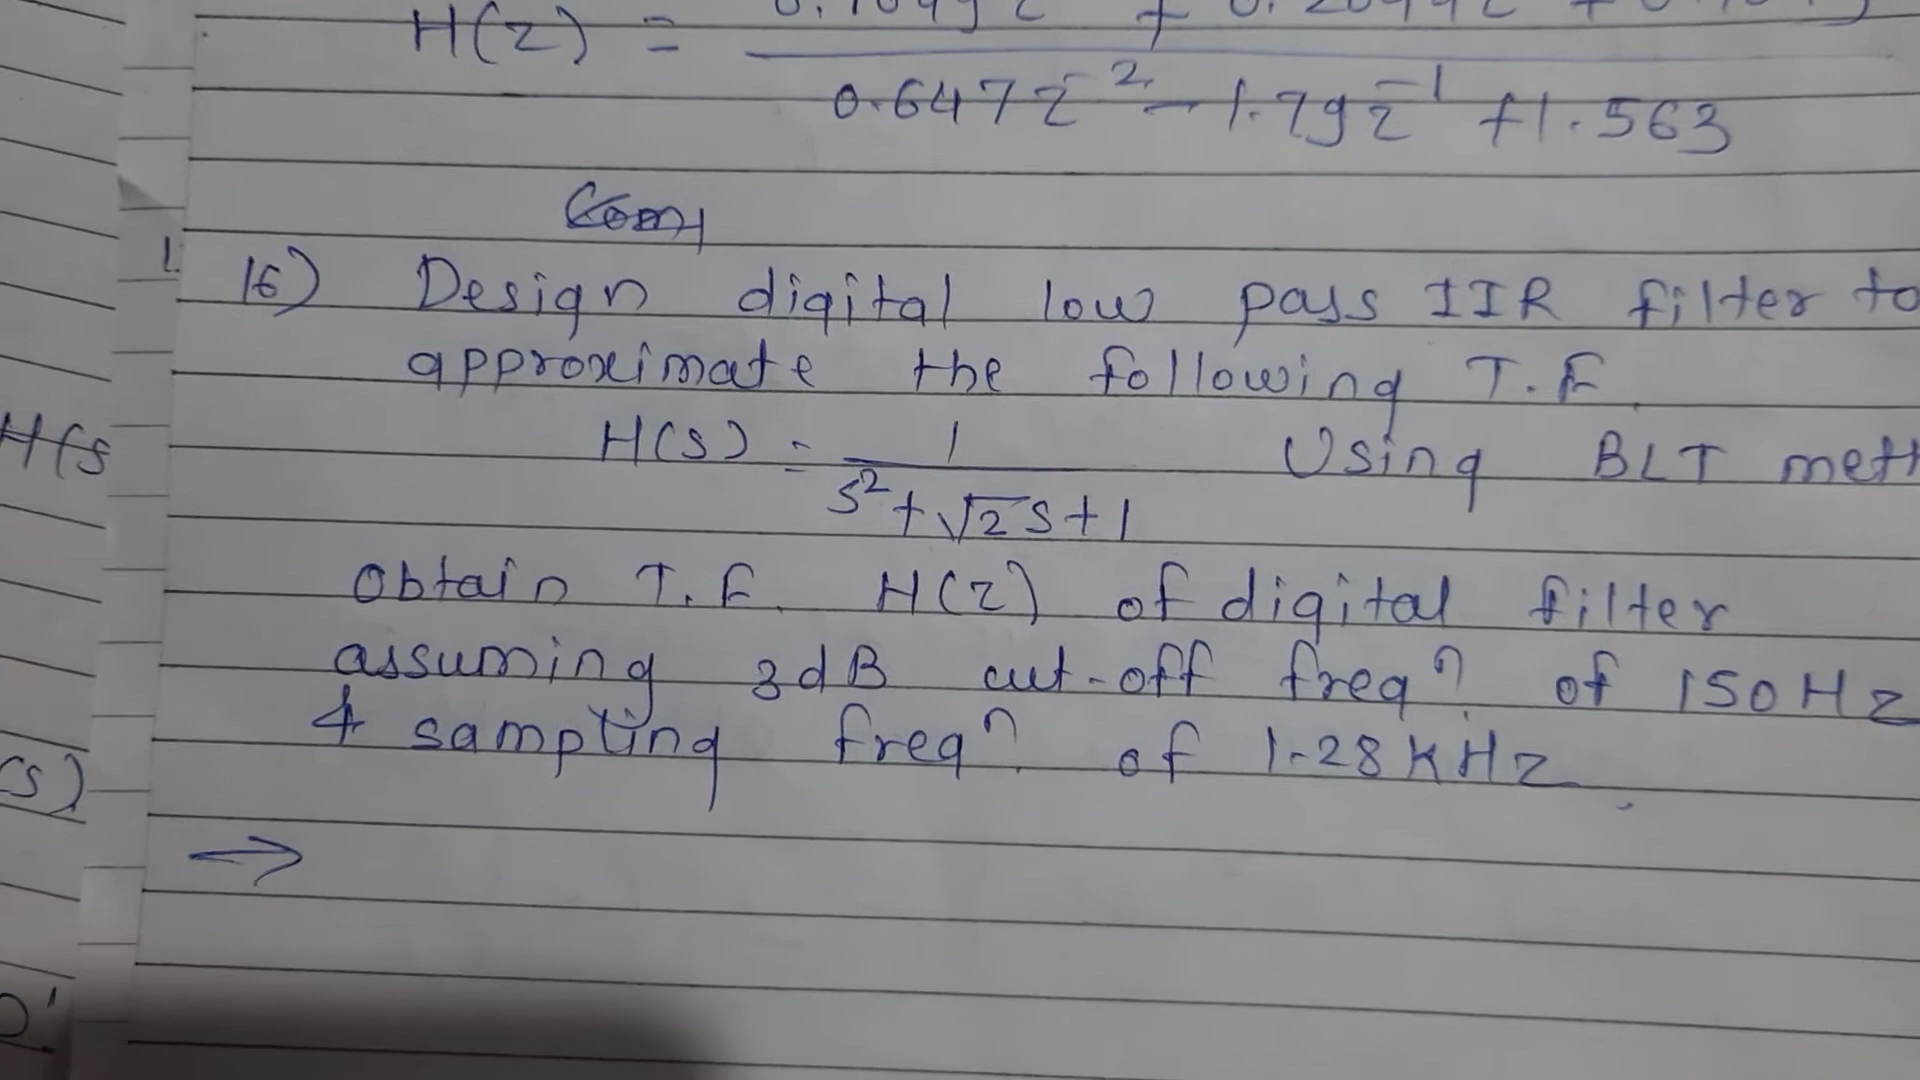 H(z) =
0.647z⁻² - 1.79z⁻¹ + 1.563
16) Design digital low pass IIR filter to
approximate the following T.F.
H(s) = 1 / s² + √2s + 1 Using BLT meth
H(s
obtain T.F. H(z) of digital filter
assuming 3dB cut-off freqⁿ of 150Hz
& sampling freqⁿ. of 1.28 KHz.
(s)
→